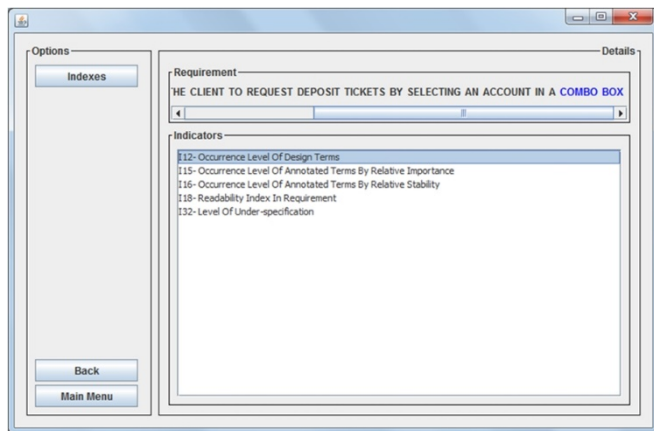 Options
Indexes
Details
Requirement
HE CLIENT TO REQUEST DEPOSIT TICKETS BY SELECTING AN ACCOUNT IN A COMBO BOX
Indicators
I12- Occurrence Level Of Design Terms
I15- Occurrence Level Of Annotated Terms By Relative Importance
I16- Occurrence Level Of Annotated Terms By Relative Stability
I18- Readability Index In Requirement
I32- Level Of Under-specification
Back
Main Menu